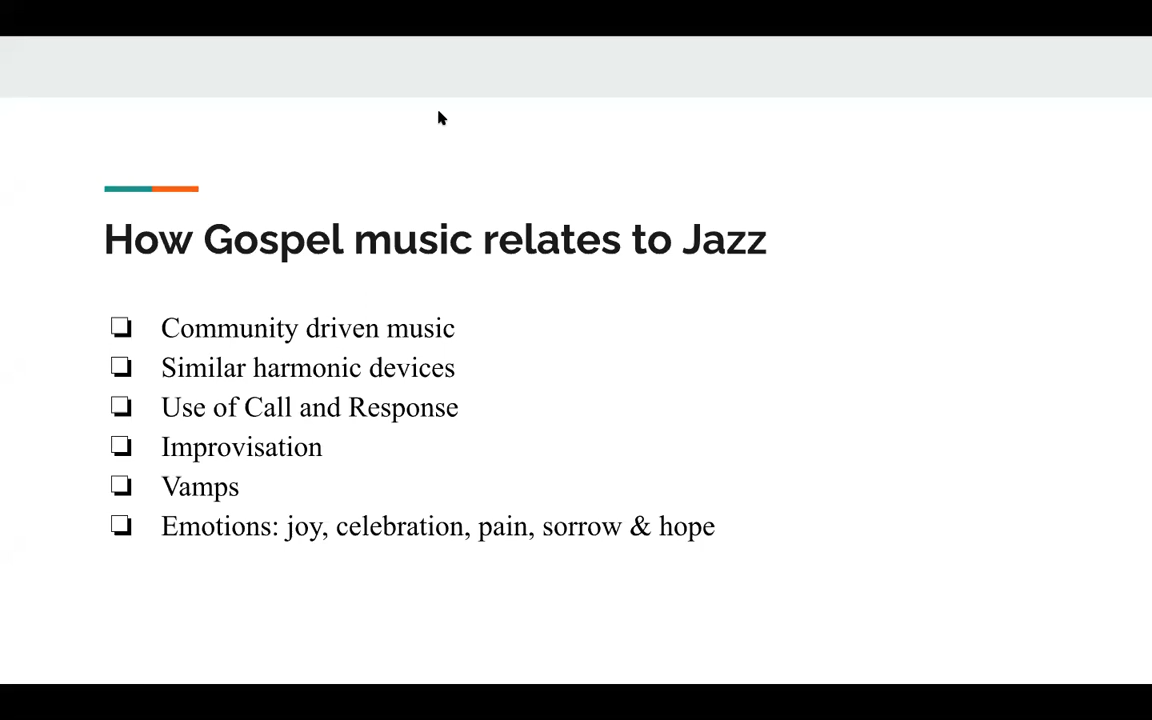 How Gospel music relates to Jazz
Community driven music
Similar harmonic devices
Use of Call and Response
Improvisation
Vamps
Emotions: joy, celebration, pain, sorrow & hope